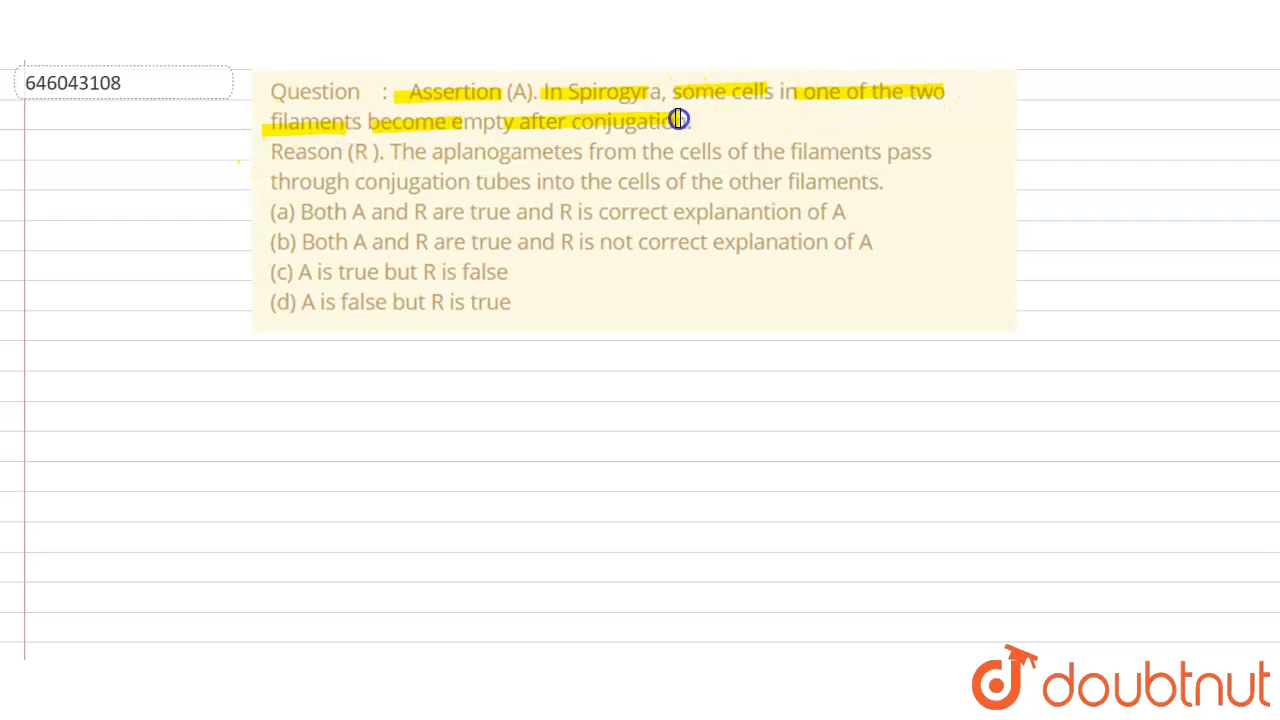 646043108
Question : Assertion (A). In Spirogyra, some cells in one of the two
filaments become empty after conjugation.
Reason (R ). The aplanogametes from the cells of the filaments pass
through conjugation tubes into the cells of the other filaments.
(a) Both A and R are true and R is correct explanantion of A
(b) Both A and R are true and R is not correct explanation of A
(c) A is true but R is false
(d) A is false but R is true
doubtnut